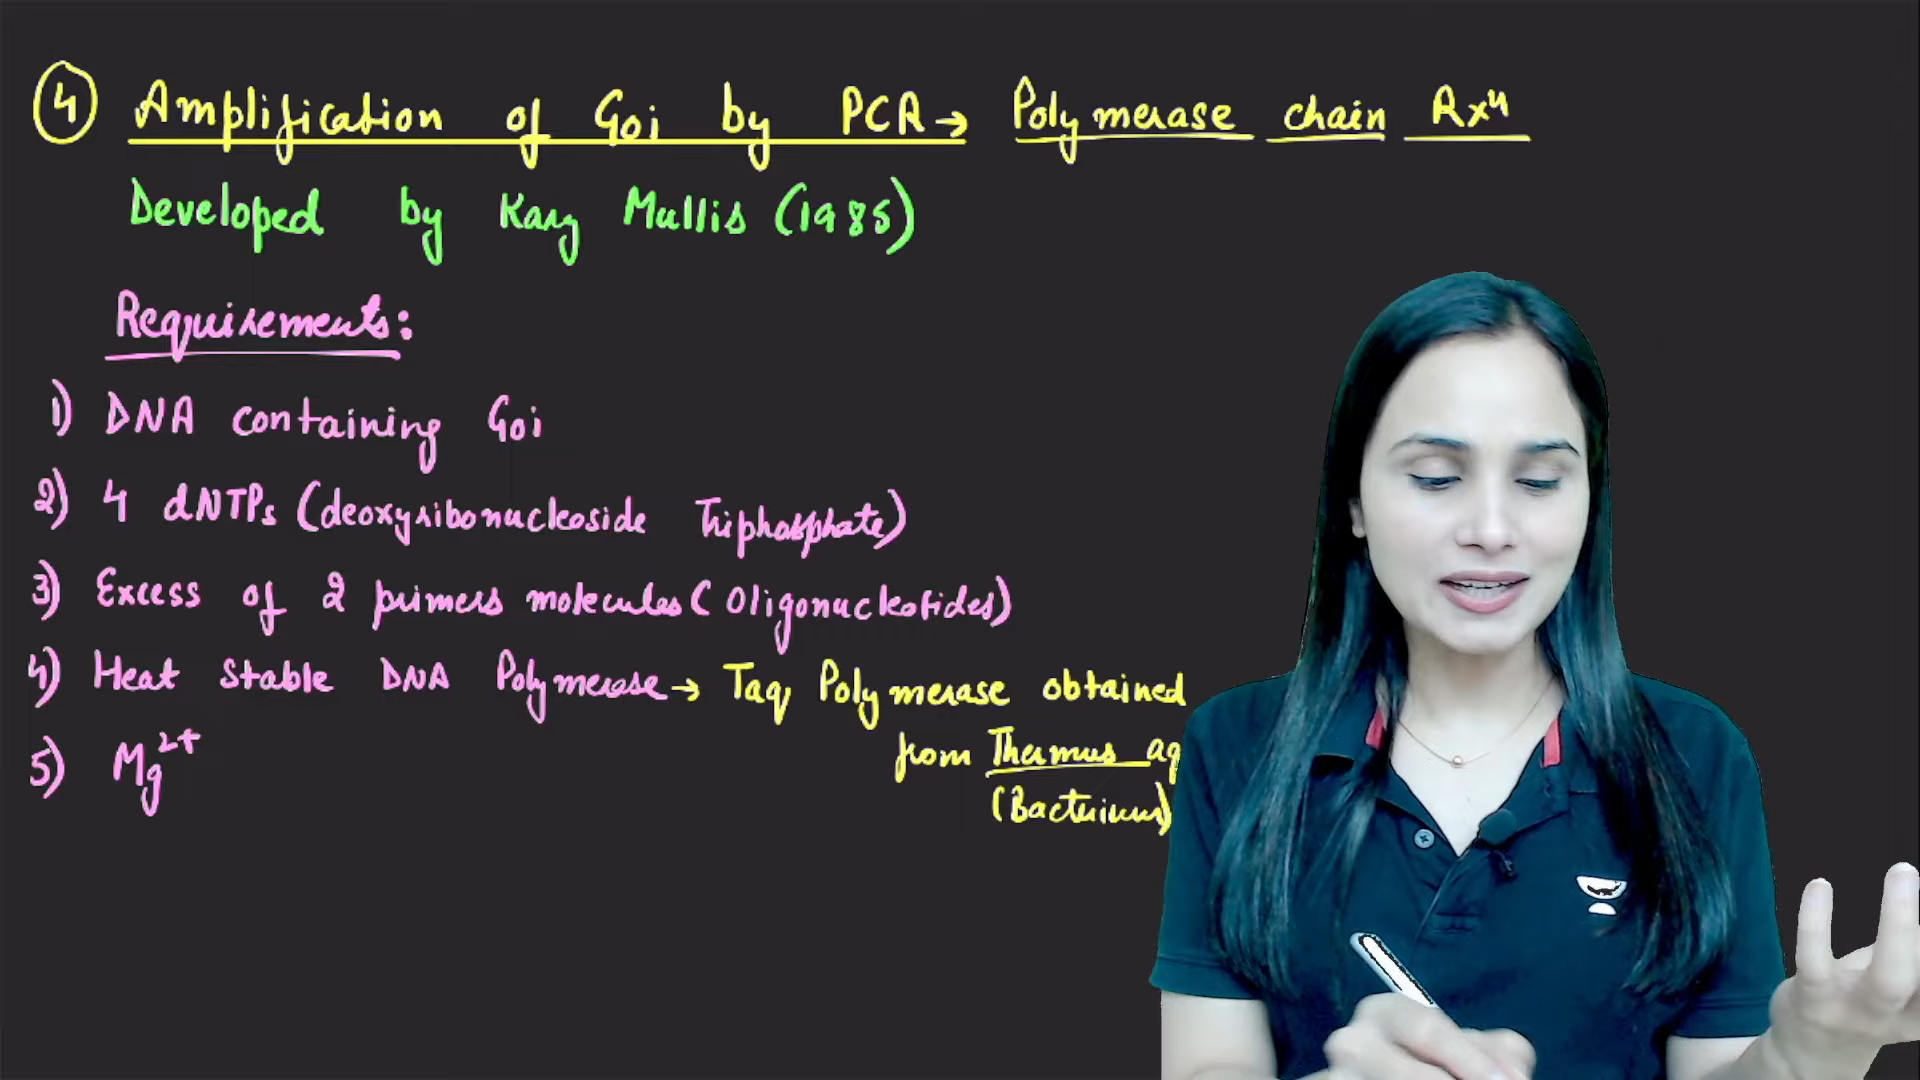 4 Amplification of Goi by PCR → Polymerase chain Rxn
Developed by Kary Mullis (1985)
Requirements:
1) DNA containing Goi
2) 4 dNTPs (deoxyribonucleoside Triphosphate)
3) Excess of 2 primers molecules (Oligonucleotides)
4) Heat Stable DNA Polymerase → Taq Polymerase obtained
from Thermus aq
(Bacterium)
5) Mg2+